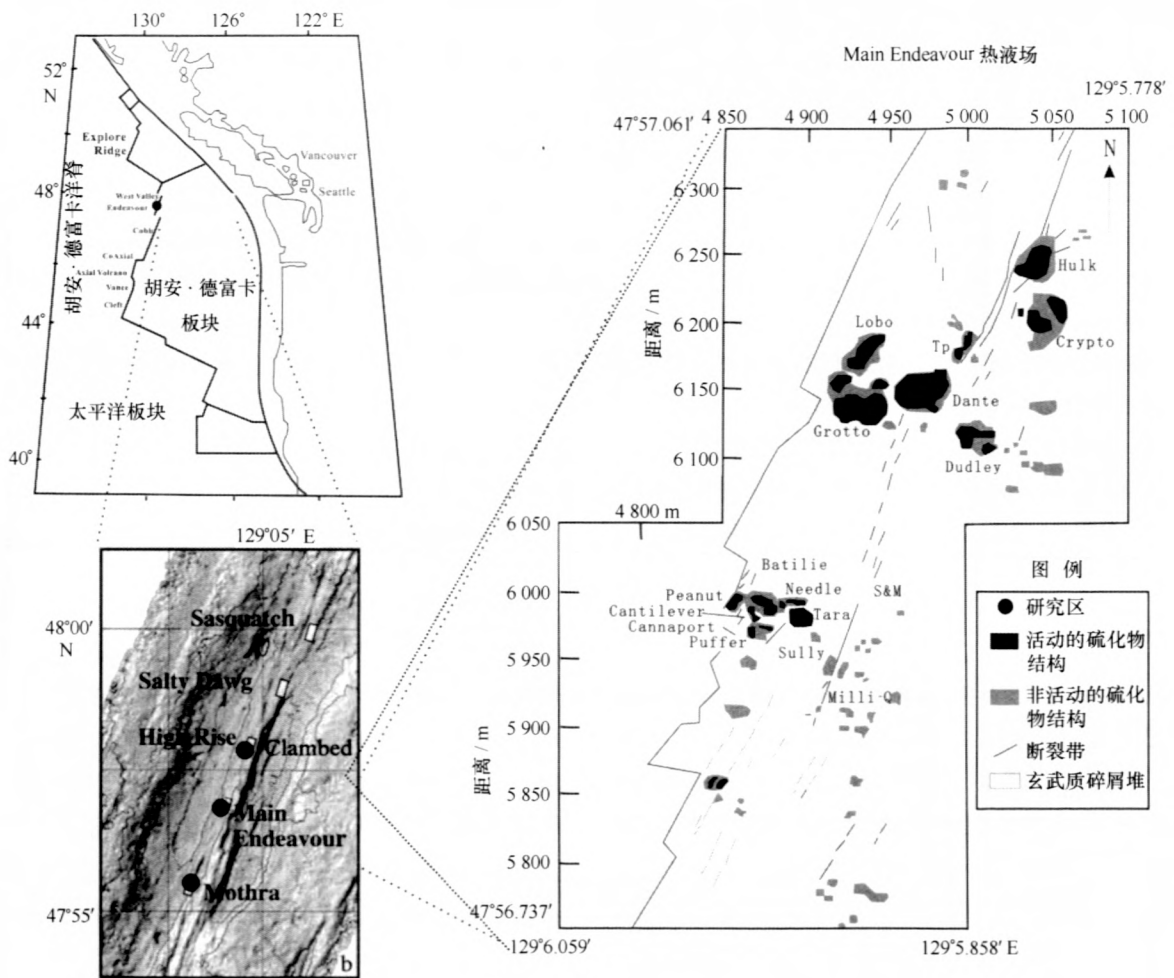 130°
126°
122° E
52°
N
48°
44°
40°
Explore
Ridge
Vancouver
Seattle
West Valley
Endeavour
Cobb
CoAxial
Axial Volcano
Vance
Cleft
胡安·德富卡洋脊
胡安·德富卡
板块
太平洋板块
129°05′ E
48°00′
N
47°55′
Sasquatch
Salty Dawg
High Rise
Clambed
Main
Endeavour
Mothra
b
Main Endeavour 热液场
129°5.778′
47°57.061′
4 850
4 900
4 950
5 000
5 050
5 100
N
6 300
6 250
6 200
6 150
6 100
距离 / m
Hulk
Lobo
Tp
Crypto
Dante
Grotto
Dudley
4 800 m
6 050
6 000
5 950
5 900
5 850
5 800
距离 / m
Batilie
Peanut
Needle
S&M
Cantilever
Tara
Cannaport
Puffer
Sully
Milli-Q
47°56.737′
129°6.059′
129°5.858′ E
图 例
研究区
活动的硫化物
结构
非活动的硫化
物结构
断裂带
玄武质碎屑堆